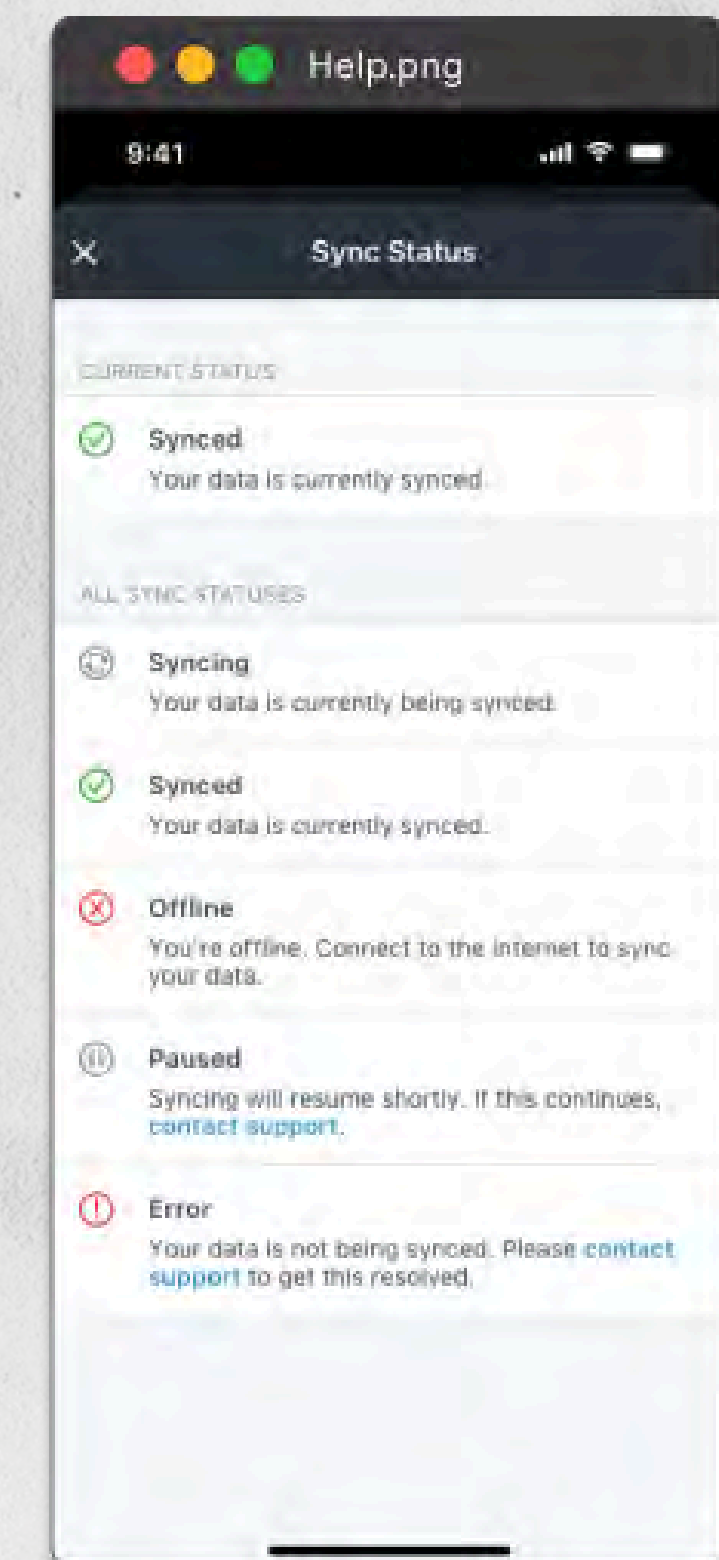 Help.png
9:41
Sync Status
CURRENT STATUS
Synced
Your data is currently synced.
ALL SYNC STATUSES
Syncing
Your data is currently being synced.
Synced
Your data is currently synced.
Offline
You're offline. Connect to the internet to sync
your data.
Paused
Syncing will resume shortly. If this continues,
contact support.
Error
Your data is not being synced. Please contact
support to get this resolved.